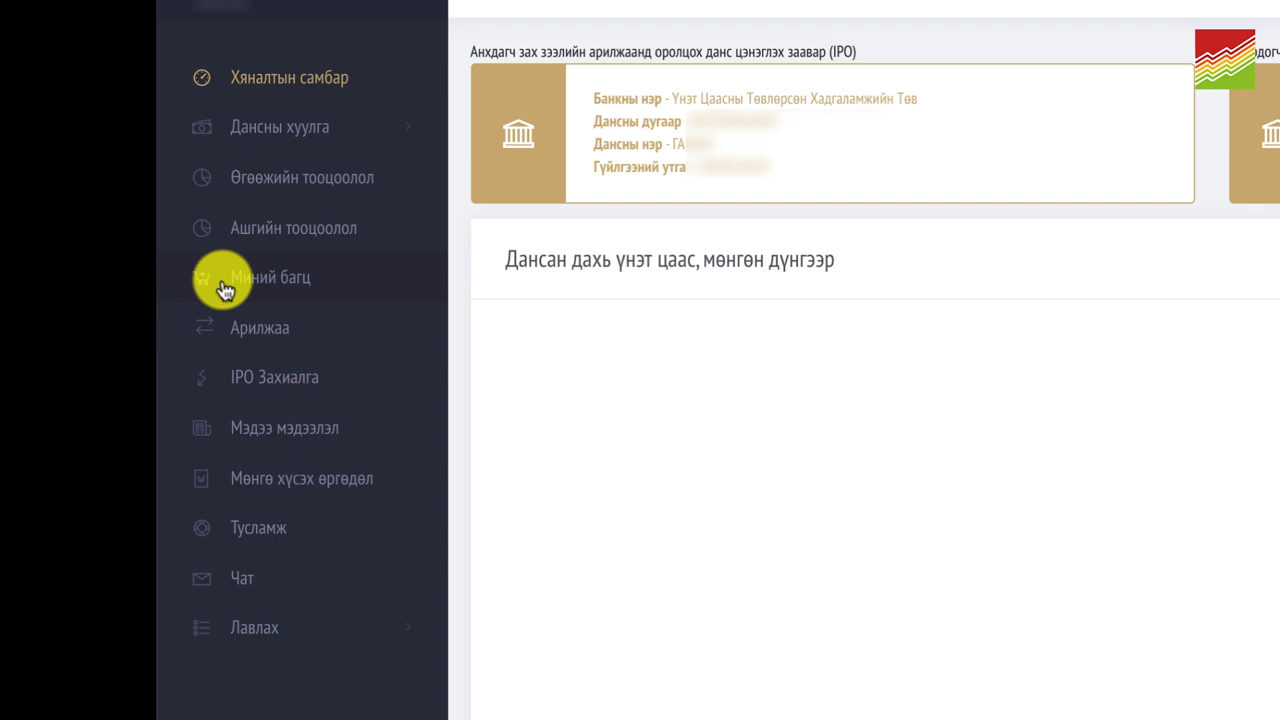 Хяналтын самбар
Дансны хуулга
Өгөөжийн тооцоолол
Ашгийн тооцоолол
Миний багц
Арилжаа
IPO Захиалга
Мэдээ мэдээлэл
Мөнгө хүсэх өргөдөл
Тусламж
Чат
Лавлах
Анхдагч зах зээлийн арилжаанд оролцох данс цэнэглэх заавар (IPO)
Банкны нэр - Үнэт Цаасны Төвлөрсөн Хадгаламжийн Төв
Дансны дугаар
Дансны нэр - ГА
Гүйлгээний утга
Дансан дахь үнэт цаас, мөнгөн дүнгээр